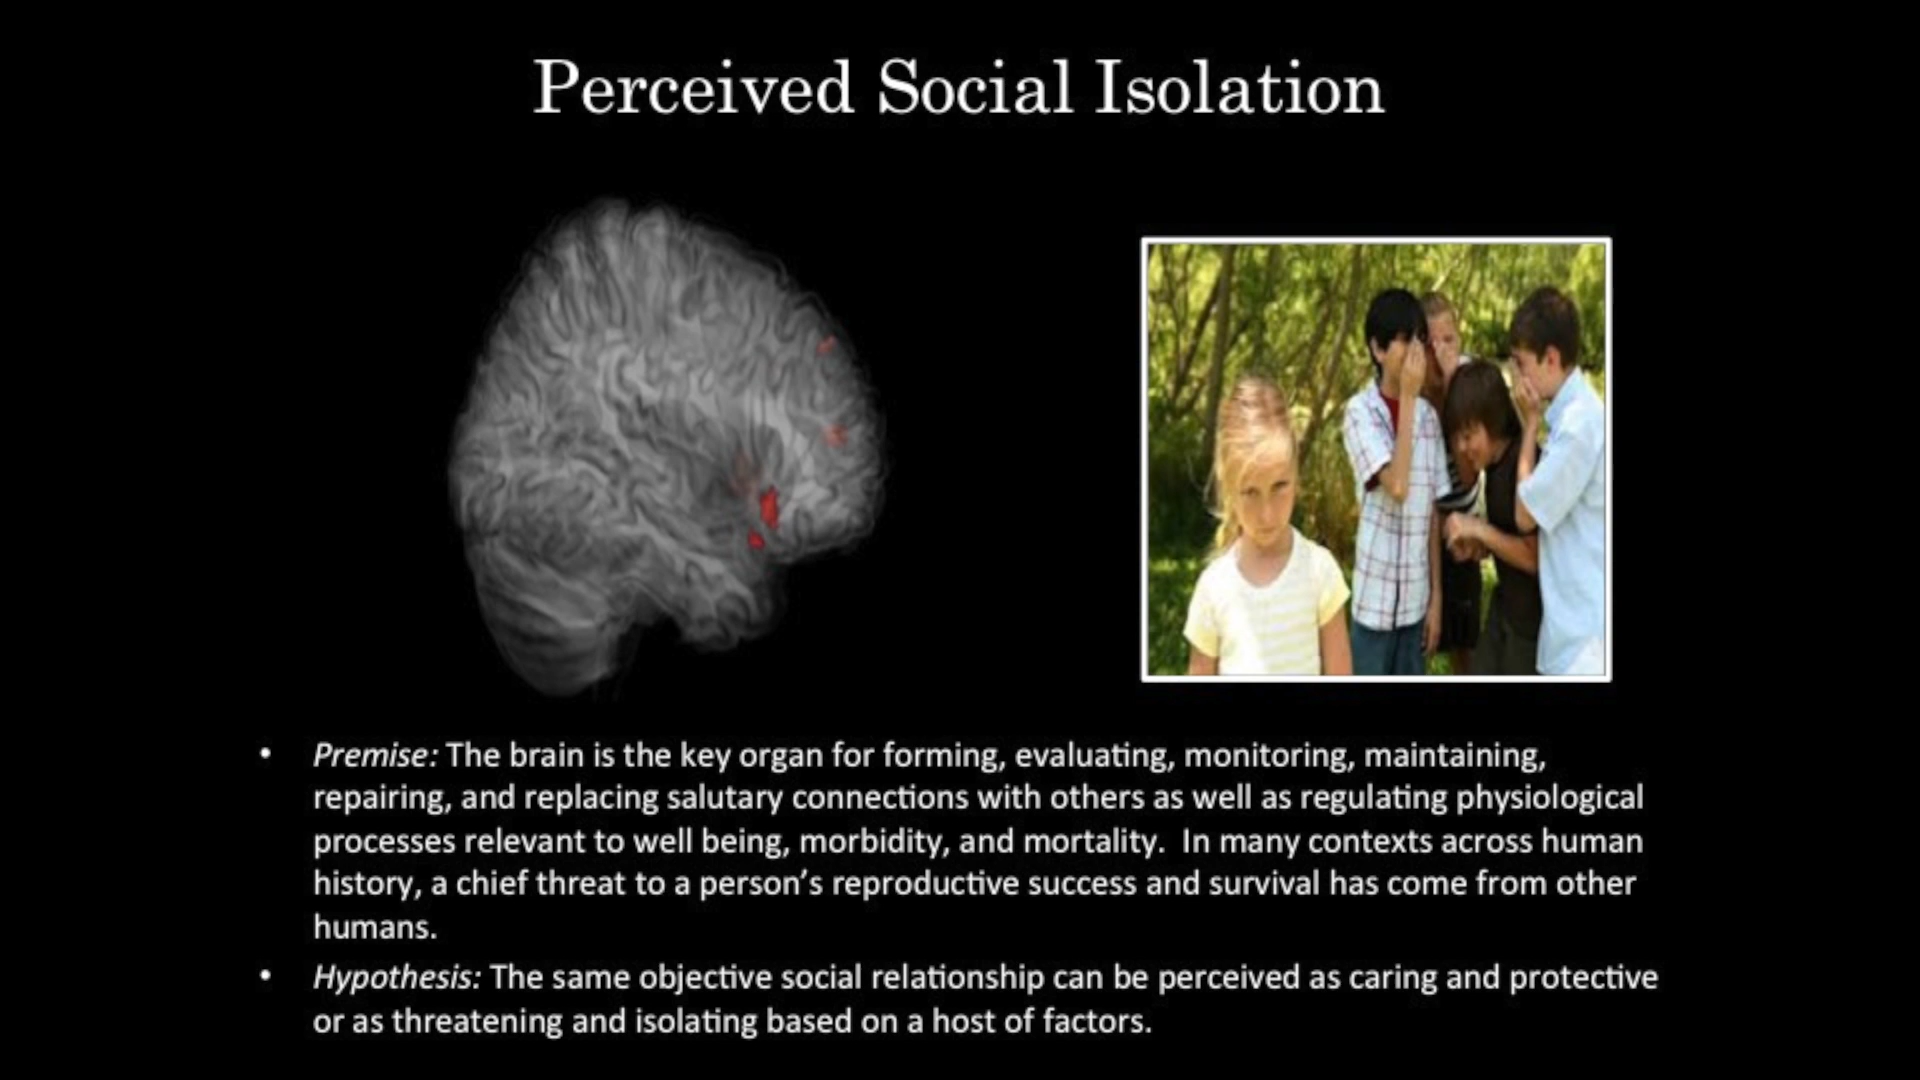 Perceived Social Isolation
• Premise: The brain is the key organ for forming, evaluating, monitoring, maintaining,
repairing, and replacing salutary connections with others as well as regulating physiological
processes relevant to well being, morbidity, and mortality.  In many contexts across human
history, a chief threat to a person’s reproductive success and survival has come from other
humans.
• Hypothesis: The same objective social relationship can be perceived as caring and protective
or as threatening and isolating based on a host of factors.